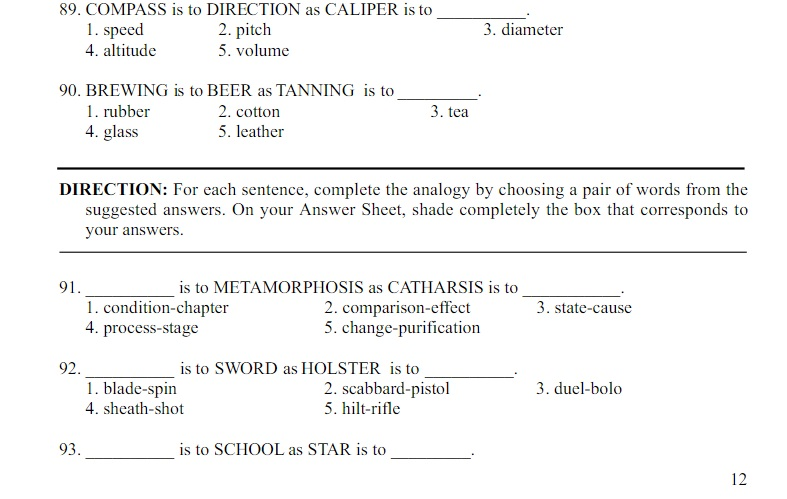 89. COMPASS is to DIRECTION as CALIPER is to __________.
1. speed 2. pitch 3. diameter
4. altitude 5. volume
90. BREWING is to BEER as TANNING is to _________.
1. rubber 2. cotton 3. tea
4. glass 5. leather
DIRECTION: For each sentence, complete the analogy by choosing a pair of words from the
suggested answers. On your Answer Sheet, shade completely the box that corresponds to
your answers.
91. __________ is to METAMORPHOSIS as CATHARSIS is to ___________.
1. condition-chapter 2. comparison-effect 3. state-cause
4. process-stage 5. change-purification
92. __________ is to SWORD as HOLSTER is to __________.
1. blade-spin 2. scabbard-pistol 3. duel-bolo
4. sheath-shot 5. hilt-rifle
93. __________ is to SCHOOL as STAR is to _________.
12